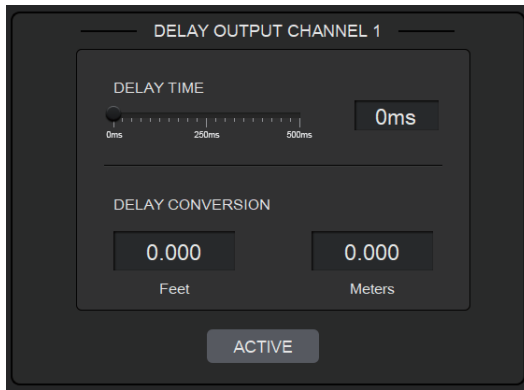 DELAY OUTPUT CHANNEL 1
DELAY TIME
0ms
0ms 250ms 500ms
DELAY CONVERSION
0.000 0.000
Feet Meters
ACTIVE